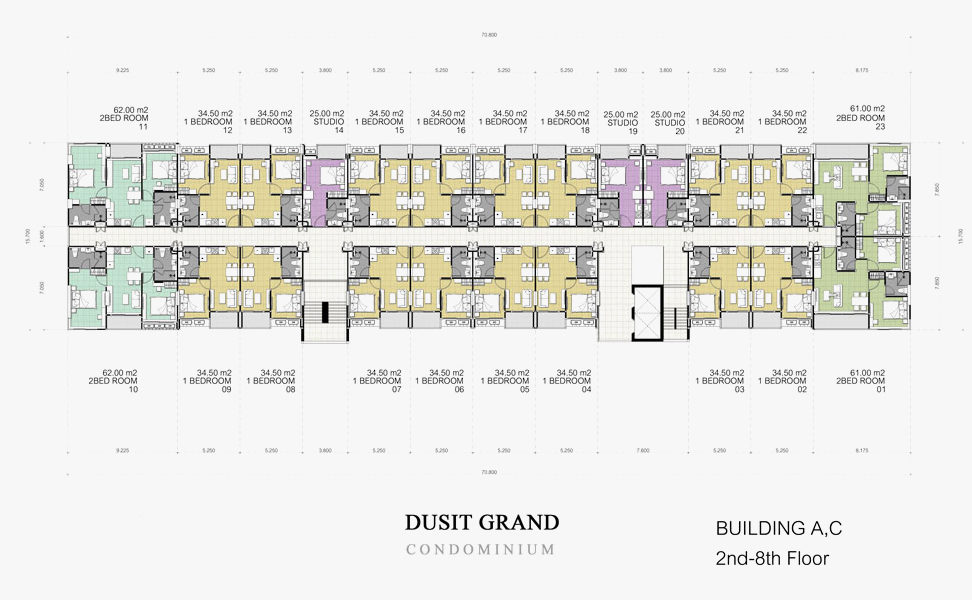 70.800
9.225 5.250 5.250 3.800 5.250 5.250 5.250 5.250 3.800 3.800 5.250 5.250 8.175
62.00 m2
2BED ROOM
11
34.50 m2
1 BEDROOM
12
34.50 m2
1 BEDROOM
13
25.00 m2
STUDIO
14
34.50 m2
1 BEDROOM
15
34.50 m2
1 BEDROOM
16
34.50 m2
1 BEDROOM
17
34.50 m2
1 BEDROOM
18
25.00 m2
STUDIO
19
25.00 m2
STUDIO
20
34.50 m2
1 BEDROOM
21
34.50 m2
1 BEDROOM
22
61.00 m2
2BED ROOM
23
7.050
15.700
1.600
7.050
7.850
15.700
7.850
62.00 m2
2BED ROOM
10
34.50 m2
1 BEDROOM
09
34.50 m2
1 BEDROOM
08
34.50 m2
1 BEDROOM
07
34.50 m2
1 BEDROOM
06
34.50 m2
1 BEDROOM
05
34.50 m2
1 BEDROOM
04
34.50 m2
1 BEDROOM
03
34.50 m2
1 BEDROOM
02
61.00 m2
2BED ROOM
01
9.225 5.250 5.250 3.800 5.250 5.250 5.250 5.250 7.600 5.250 5.250 8.175
70.800
DUSIT GRAND
CONDOMINIUM
BUILDING A,C
2nd-8th Floor